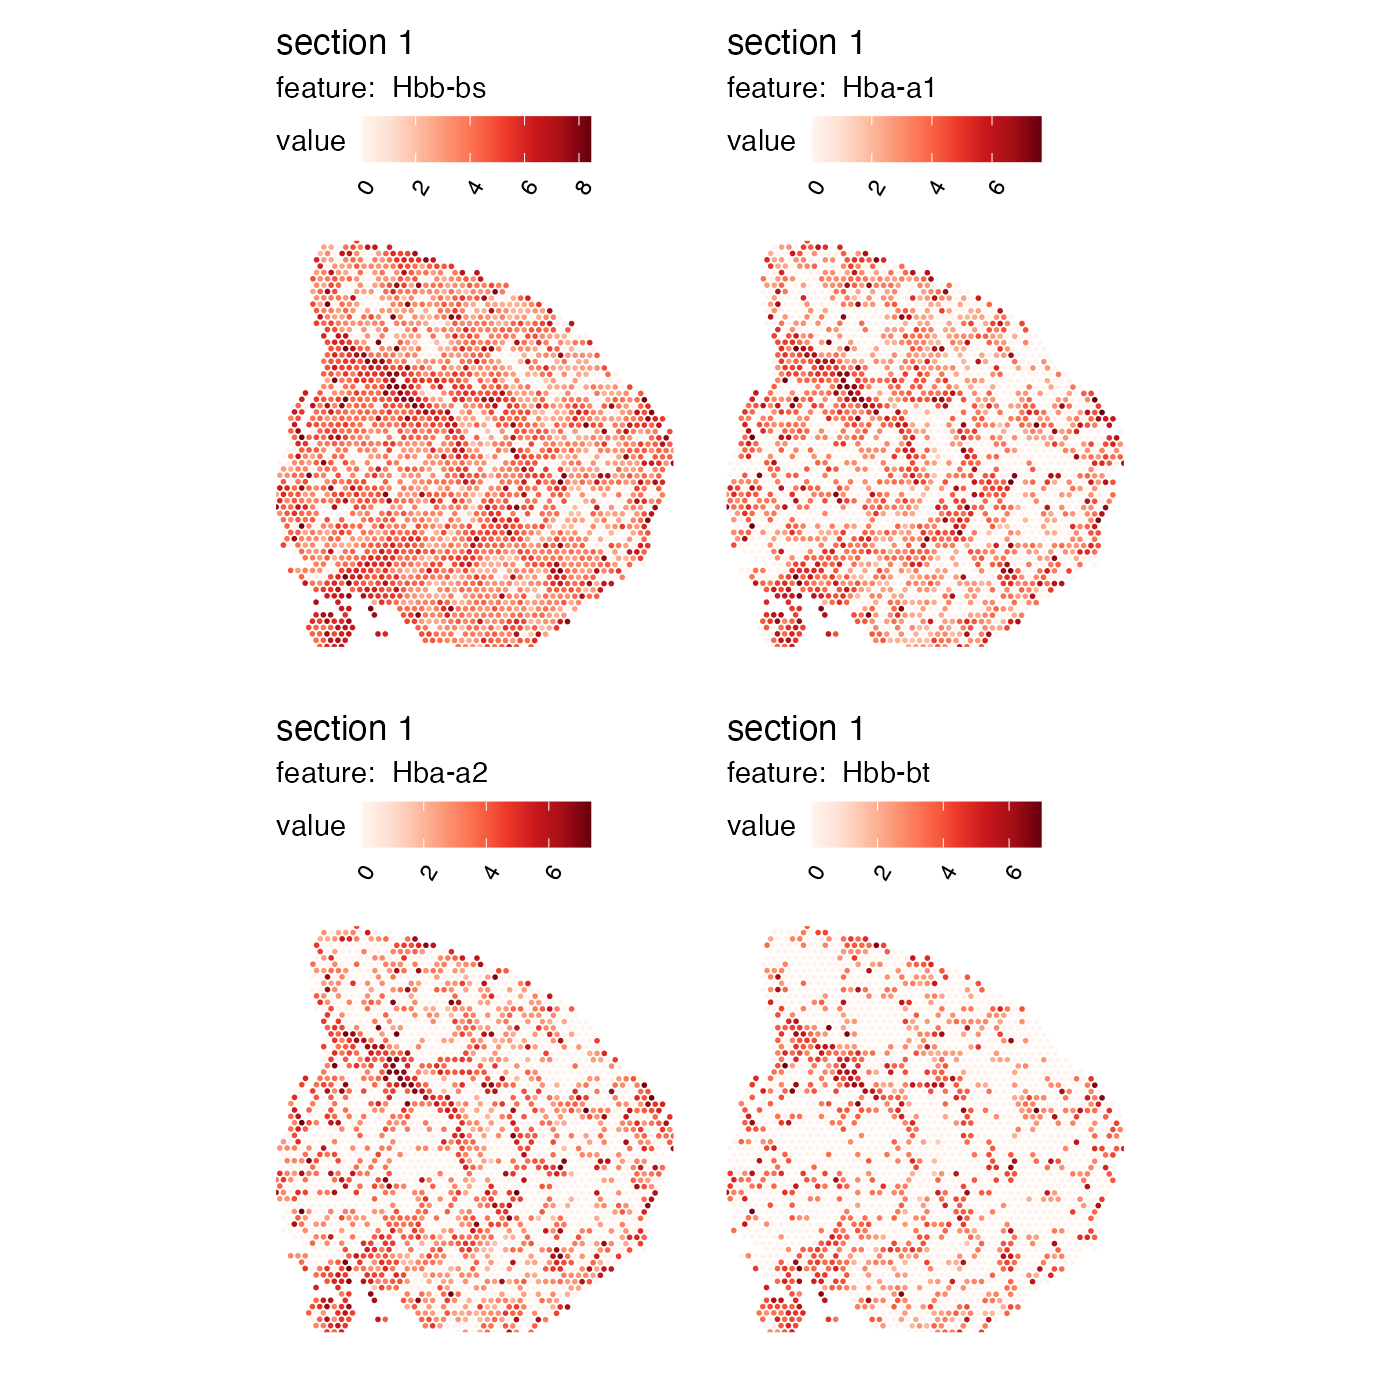 section 1
feature: Hbb-bs
value
0 2 4 6 8
section 1
feature: Hba-a1
value
0 2 4 6
section 1
feature: Hba-a2
value
0 2 4 6
section 1
feature: Hbb-bt
value
0 2 4 6